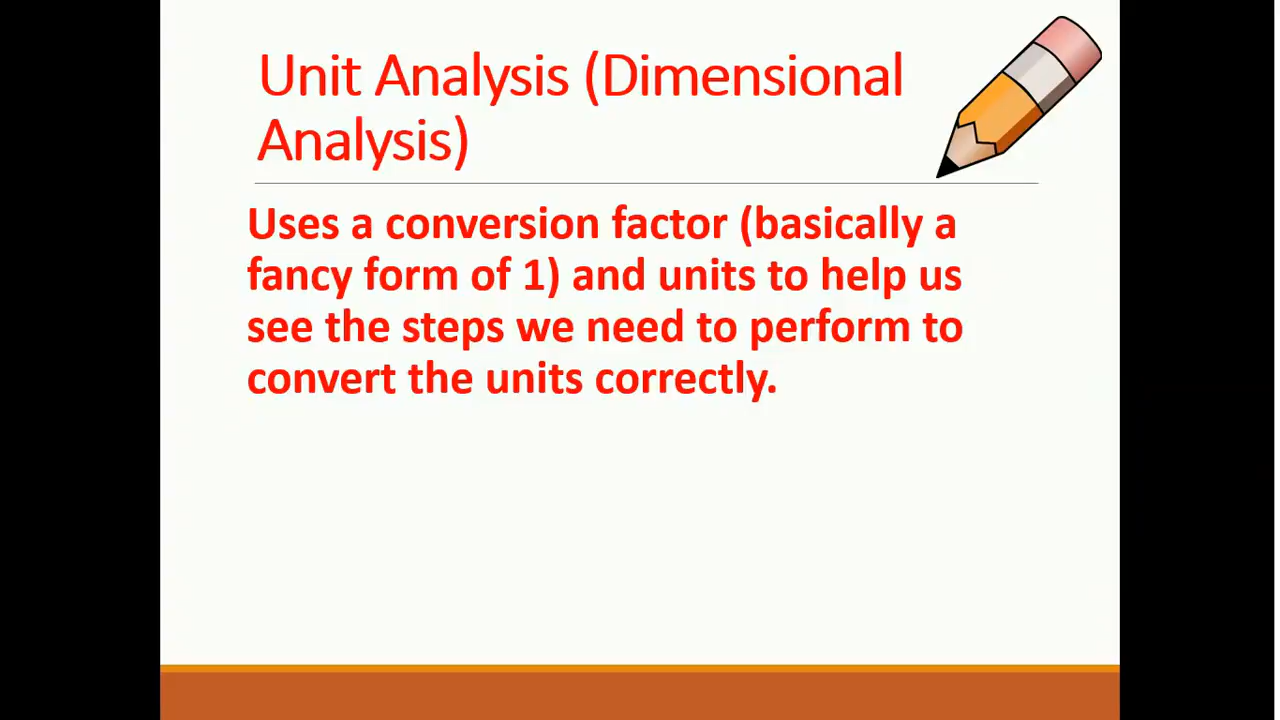 Unit Analysis (Dimensional
Analysis)
Uses a conversion factor (basically a
fancy form of 1) and units to help us
see the steps we need to perform to
convert the units correctly.